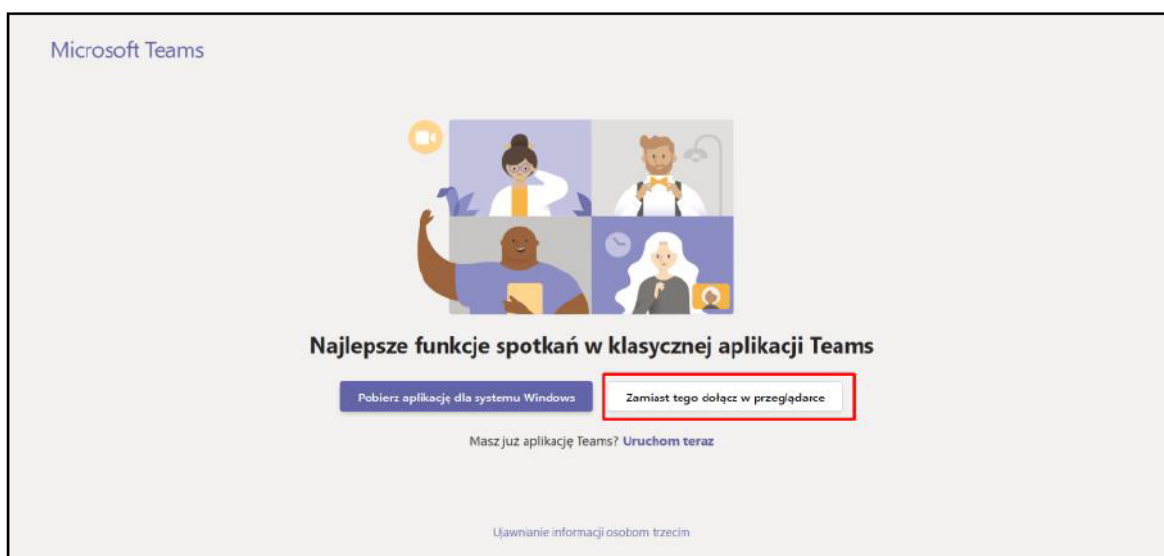 Microsoft Teams
Najlepsze funkcje spotkań w klasycznej aplikacji Teams
Pobierz aplikację dla systemu Windows
Zamiast tego dołącz w przeglądarce
Masz już aplikację Teams? Uruchom teraz
Ujawnianie informacji osobom trzecim